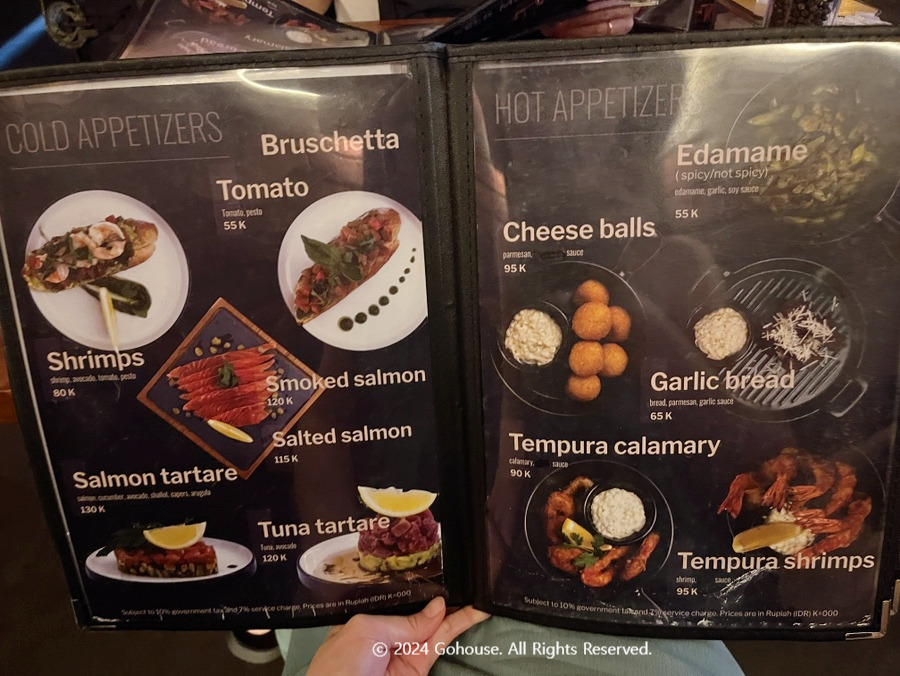 COLD APPETIZERS
Bruschetta
Tomato
Tomato, pesto
55 K
Shrimps
shrimp, avocado, tomato, pesto
80 K
Smoked salmon
120 K
Salted salmon
115 K
Salmon tartare
salmon, cucumber, avocado, shallot, capers, arugula
130 K
Tuna tartare
Tuna, avocado
120 K
Subject to 10% government tax and 7% service charge. Prices are in Rupiah (IDR) K=000
HOT APPETIZER
Edamame
(spicy/not spicy)
edamame, garlic, soy sauce
55 K
Cheese balls
parmesan, sauce
95 K
Garlic bread
bread, parmesan, garlic sauce
65 K
Tempura calamary
calamary, sauce
90 K
Tempura shrimps
shrimp, sauce
95 K
Subject to 10% government tax and 7% service charge. Prices are in Rupiah (IDR) K=000
© 2024 Gohouse. All Rights Reserved.